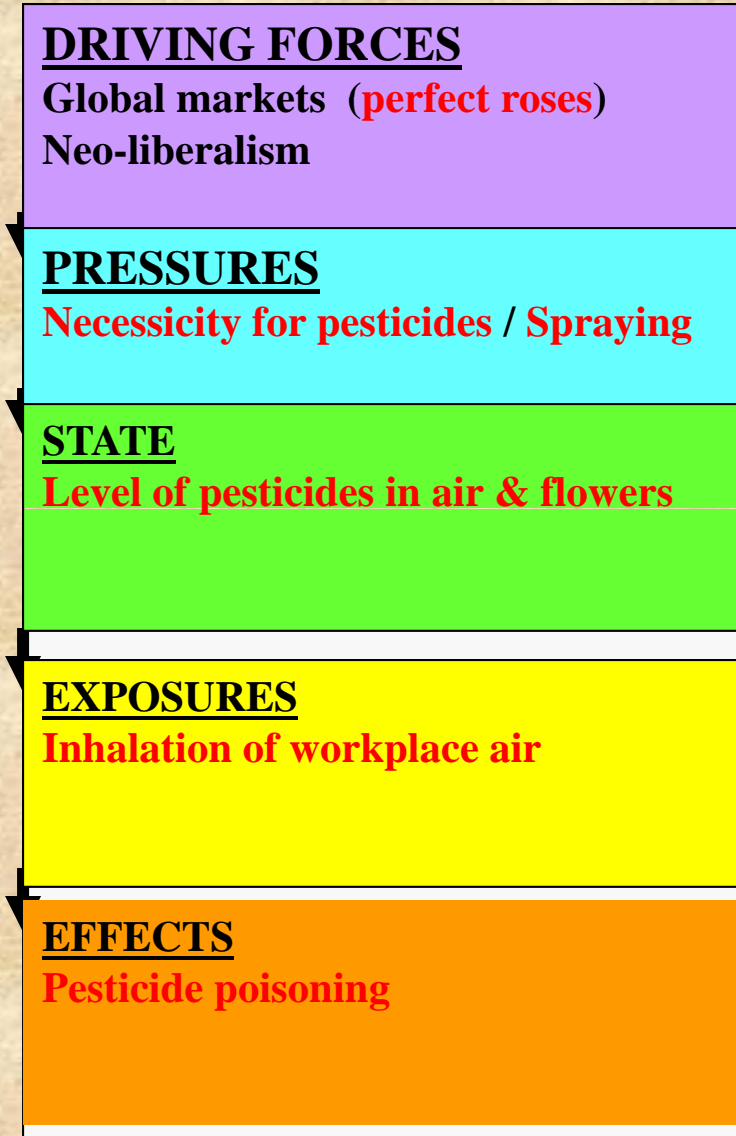 DRIVING FORCES
Global markets (perfect roses)
Neo-liberalism
PRESSURES
Necessicity for pesticides / Spraying
STATE
Level of pesticides in air & flowers
EXPOSURES
Inhalation of workplace air
EFFECTS
Pesticide poisoning